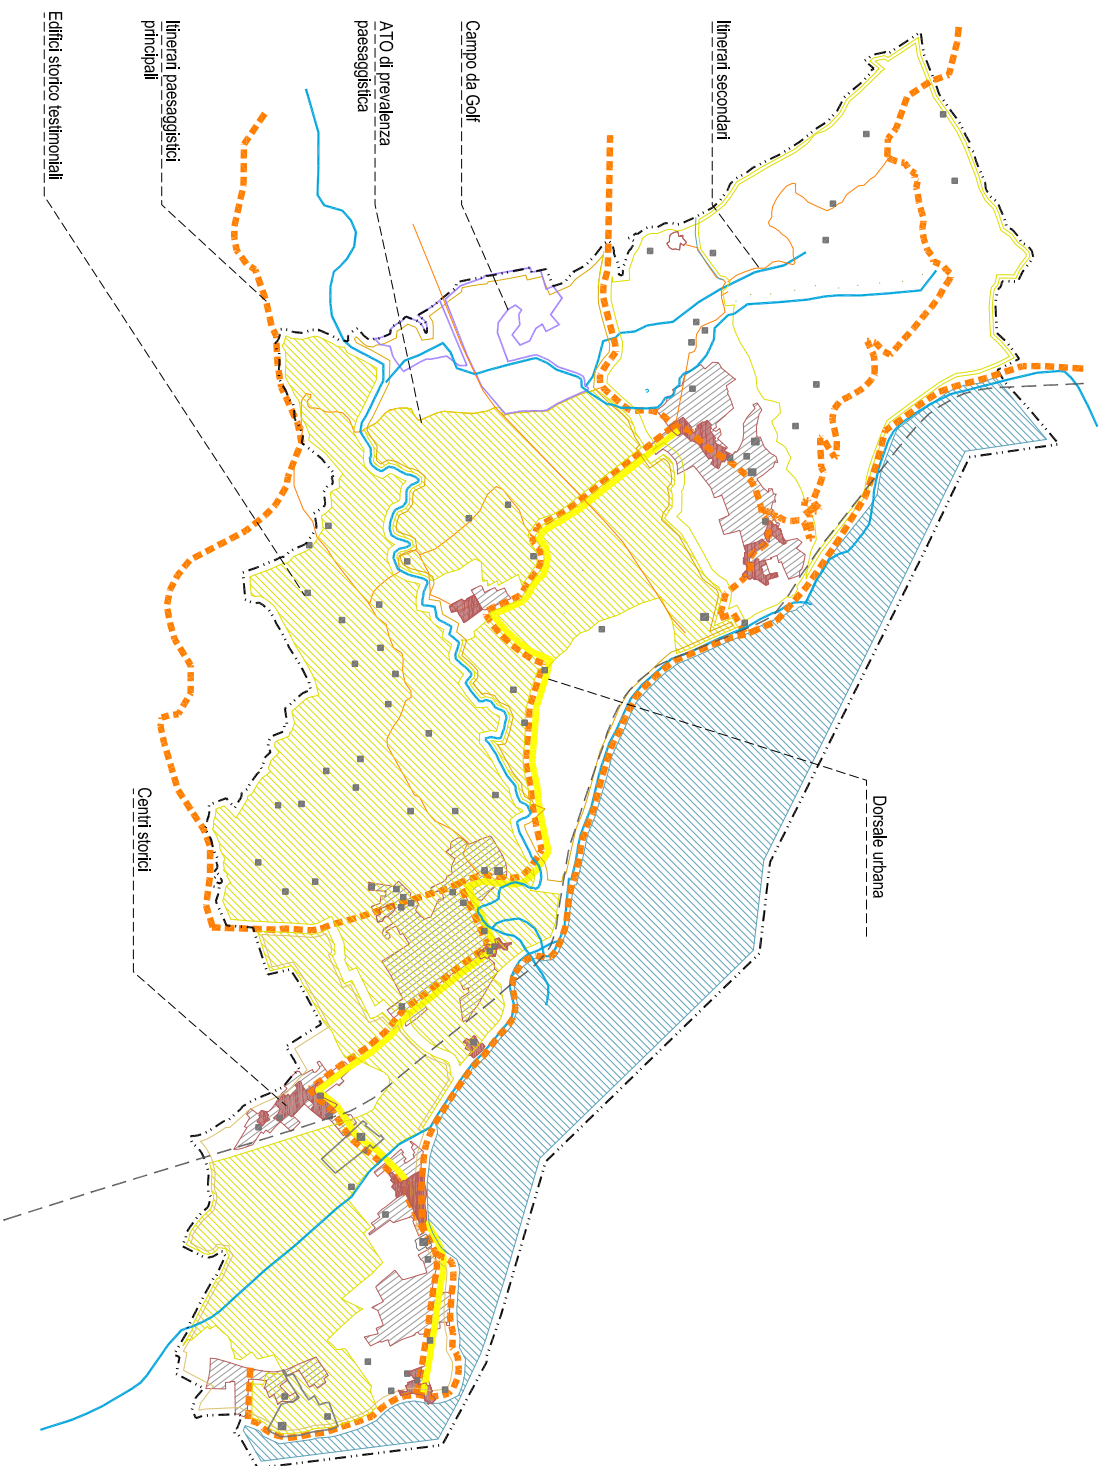 Edifici storico testimoniali
Itinerari paesaggistici
principali
ATO di prevalenza
paesaggistica
Campo da Golf
Itinerari secondari
Dorsale urbana
Centri storici